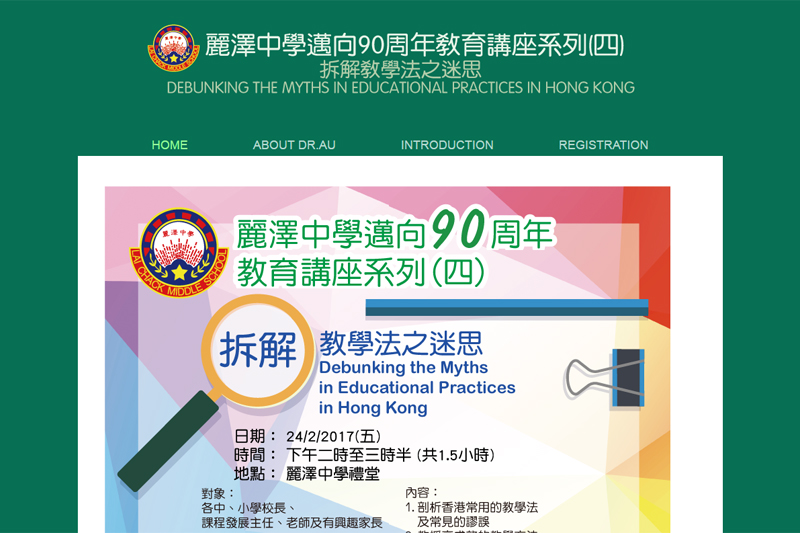 麗澤中學邁向90周年教育講座系列(四)
拆解教學法之迷思
DEBUNKING THE MYTHS IN EDUCATIONAL PRACTICES IN HONG KONG
HOME ABOUT DR.AU INTRODUCTION REGISTRATION
麗澤中學
LAI CHACK MIDDLE SCHOOL
麗澤中學邁向90周年
教育講座系列(四)
拆解 教學法之迷思
Debunking the Myths
in Educational Practices
in Hong Kong
日期： 24/2/2017(五)
時間： 下午二時至三時半 (共1.5小時)
地點： 麗澤中學禮堂
對象：
各中、小學校長、
課程發展主任、老師及有興趣家長
內容：
1. 剖析香港常用的教學法
及常見的謬誤